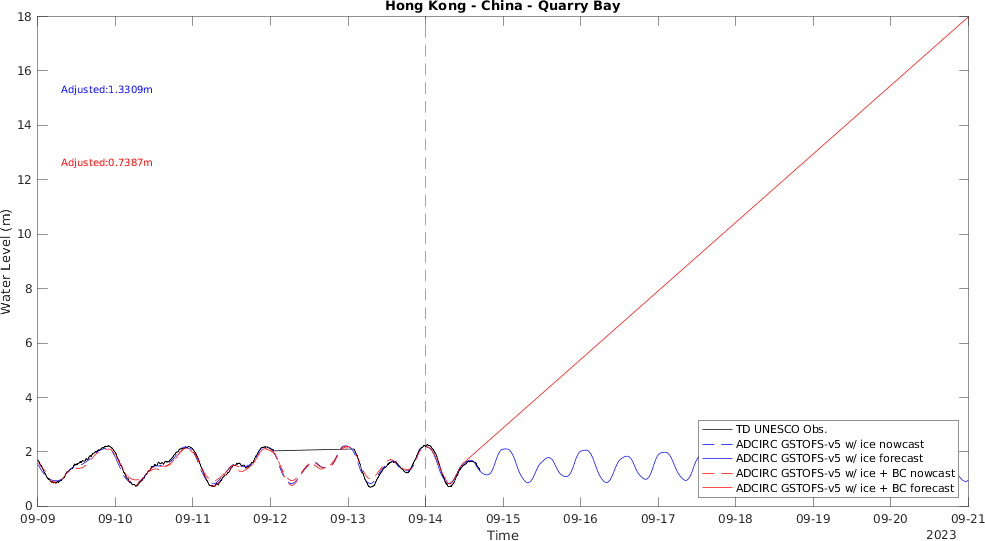 Hong Kong - China - Quarry Bay
18
16
14
12
10
8
6
4
2
0
Water Level (m)
Adjusted:1.3309m
Adjusted:0.7387m
TD UNESCO Obs.
ADCIRC GSTOFS-v5 w/ ice nowcast
ADCIRC GSTOFS-v5 w/ ice forecast
ADCIRC GSTOFS-v5 w/ ice + BC nowcast
ADCIRC GSTOFS-v5 w/ ice + BC forecast
09-09 09-10 09-11 09-12 09-13 09-14 09-15 09-16 09-17 09-18 09-19 09-20 09-21
Time
2023